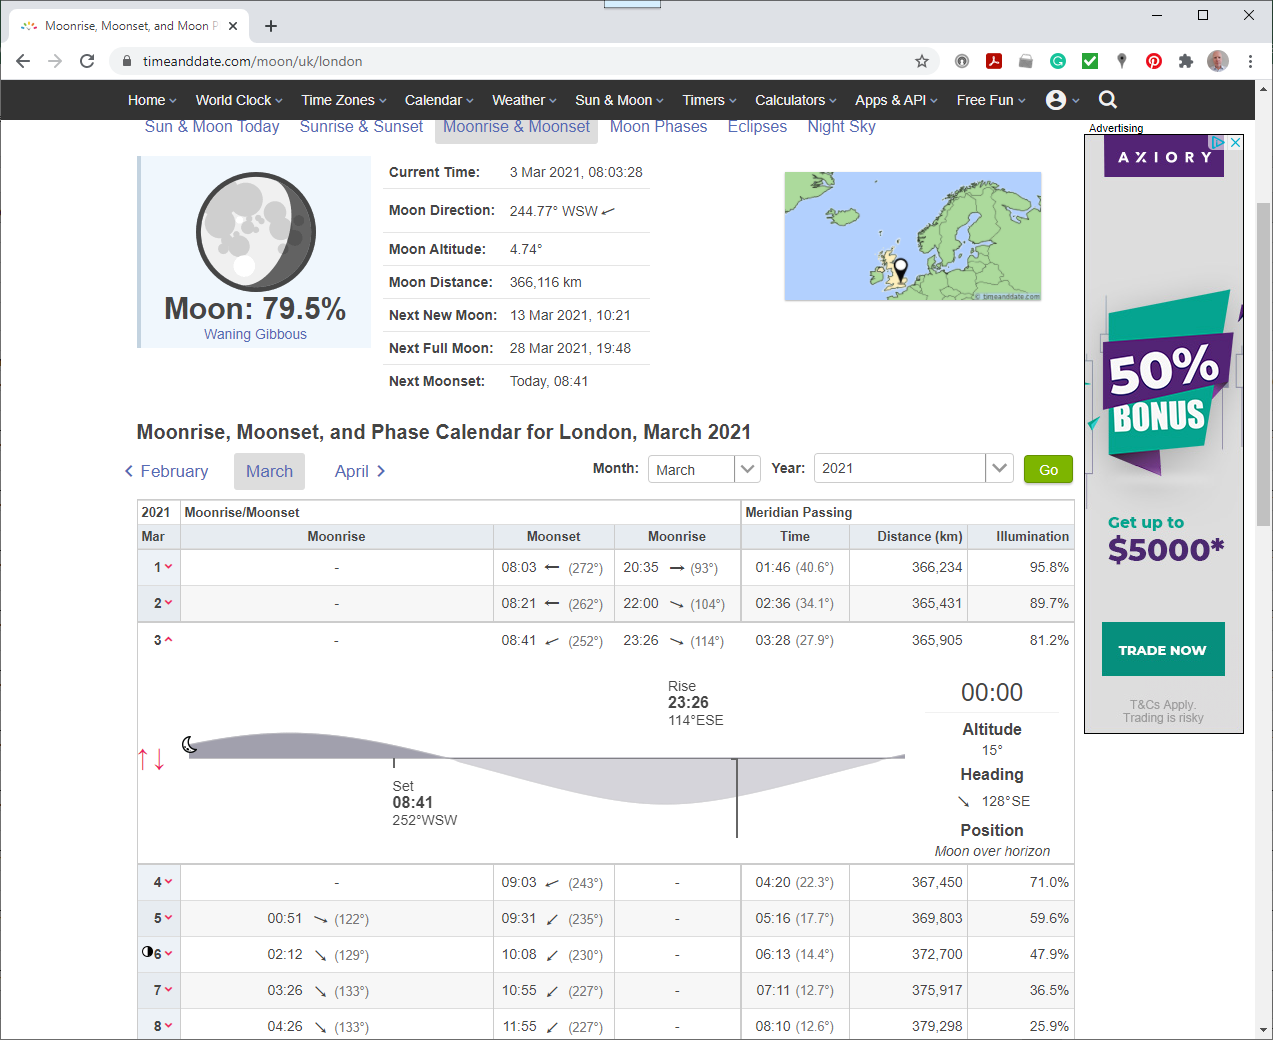 Moonrise, Moonset, and Moon P
timeanddate.com/moon/uk/london
Home World Clock Time Zones Calendar Weather Sun & Moon Timers Calculators Apps & API Free Fun
Sun & Moon Today Sunrise & Sunset Moonrise & Moonset Moon Phases Eclipses Night Sky
Advertising
AXIORY
Moon: 79.5%
Waning Gibbous
Current Time: 3 Mar 2021, 08:03:28
Moon Direction: 244.77° WSW
Moon Altitude: 4.74°
Moon Distance: 366,116 km
Next New Moon: 13 Mar 2021, 10:21
Next Full Moon: 28 Mar 2021, 19:48
Next Moonset: Today, 08:41
© timeanddate.com
50%
BONUS
Get up to
$5000*
TRADE NOW
T&Cs Apply.
Trading is risky
Moonrise, Moonset, and Phase Calendar for London, March 2021
February March April Month: March Year: 2021 Go
2021 Moonrise/Moonset Meridian Passing
Mar Moonrise Moonset Moonrise Time Distance (km) Illumination
1 - 08:03 ← (272°) 20:35 → (93°) 01:46 (40.6°) 366,234 95.8%
2 - 08:21 (262°) 22:00 (104°) 02:36 (34.1°) 365,431 89.7%
3 - 08:41 (252°) 23:26 (114°) 03:28 (27.9°) 365,905 81.2%
Rise
23:26
114°ESE
Set
08:41
252°WSW
00:00
Altitude
15°
Heading
128°SE
Position
Moon over horizon
4 - 09:03 (243°) - 04:20 (22.3°) 367,450 71.0%
5 00:51 (122°) 09:31 (235°) - 05:16 (17.7°) 369,803 59.6%
6 02:12 (129°) 10:08 (230°) - 06:13 (14.4°) 372,700 47.9%
7 03:26 (133°) 10:55 (227°) - 07:11 (12.7°) 375,917 36.5%
8 04:26 (133°) 11:55 (227°) - 08:10 (12.6°) 379,298 25.9%